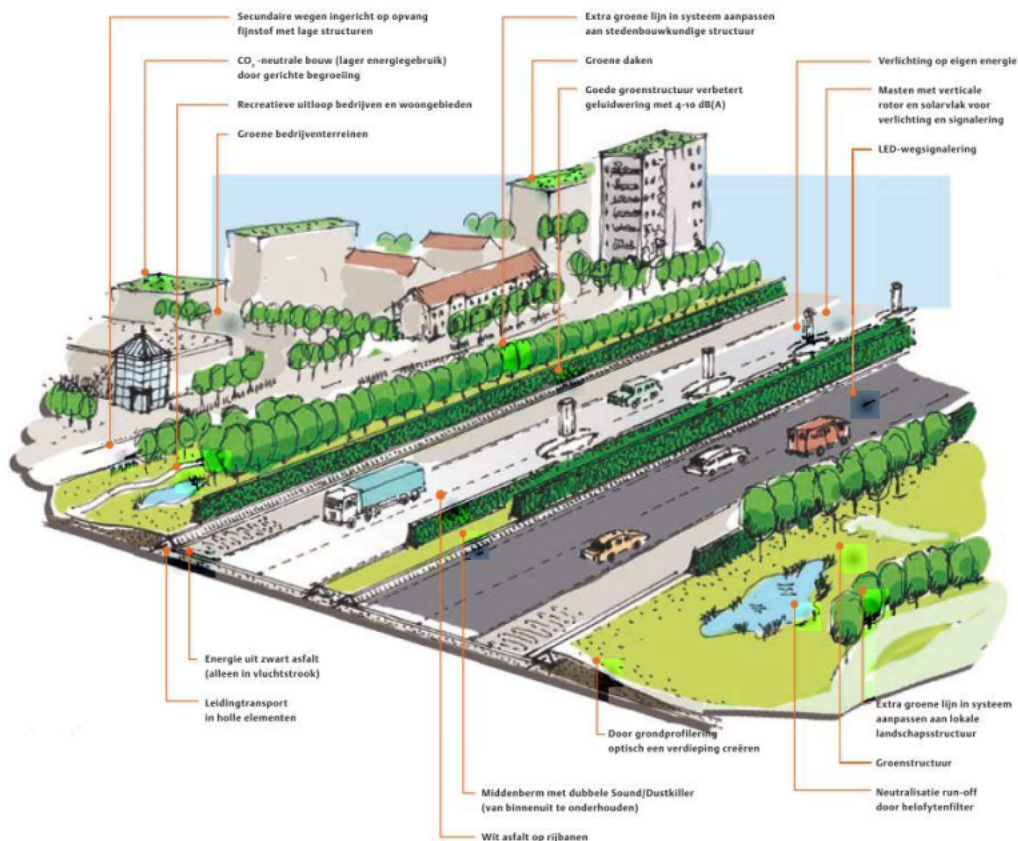 Secundaire wegen ingericht op opvang
fijnstof met lage structuren
CO₂-neutrale bouw (lager energiegebruik)
door gerichte begroeiing
Recreatieve uitloop bedrijven en woongebieden
Groene bedrijventerreinen
Extra groene lijn in systeem aanpassen
aan stedenbouwkundige structuur
Groene daken
Goede groenstructuur verbetert
geluidwering met 4-10 dB(A)
Verlichting op eigen energie
Masten met verticale
rotor en solarvlak voor
verlichting en signalering
LED-wegsignalering
Energie uit zwart asfalt
(alleen in vluchtstrook)
Leidingtransport
in holle elementen
Door grondprofilering
optisch een verdieping creëren
Middenberm met dubbele Sound/Dustkiller
(van binnenuit te onderhouden)
Wit asfalt op rijbanen
Extra groene lijn in systeem
aanpassen aan lokale
landschapsstructuur
Groenstructuur
Neutralisatie run-off
door helofytenfilter